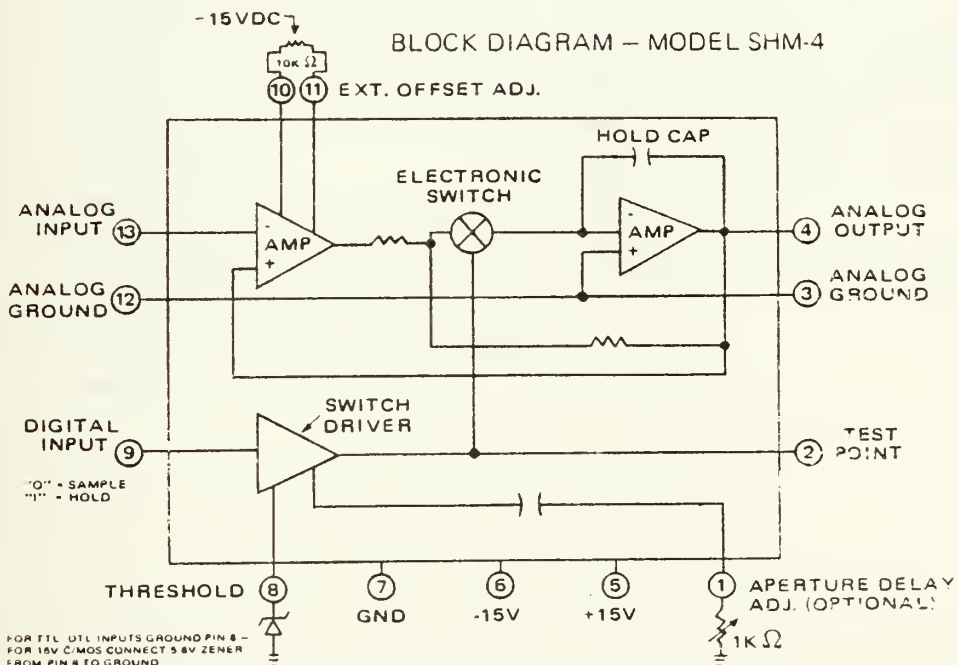 -15VDC
BLOCK DIAGRAM – MODEL SHM-4
10K Ω
10 11 EXT. OFFSET ADJ.
HOLD CAP
ELECTRONIC
SWITCH
ANALOG
INPUT 13
-
AMP
+
-
AMP
+
4 ANALOG
OUTPUT
ANALOG
GROUND 12
3 ANALOG
GROUND
SWITCH
DRIVER
DIGITAL
INPUT 9
2 TEST
POINT
"0" - SAMPLE
"1" - HOLD
THRESHOLD 8
7
GND
6
-15V
5
+15V
1 APERTURE DELAY
ADJ. (OPTIONAL)
1K Ω
FOR TTL DTL INPUTS GROUND PIN 8 –
FOR 15V C/MOS CONNECT 5.6V ZENER
FROM PIN 8 TO GROUND